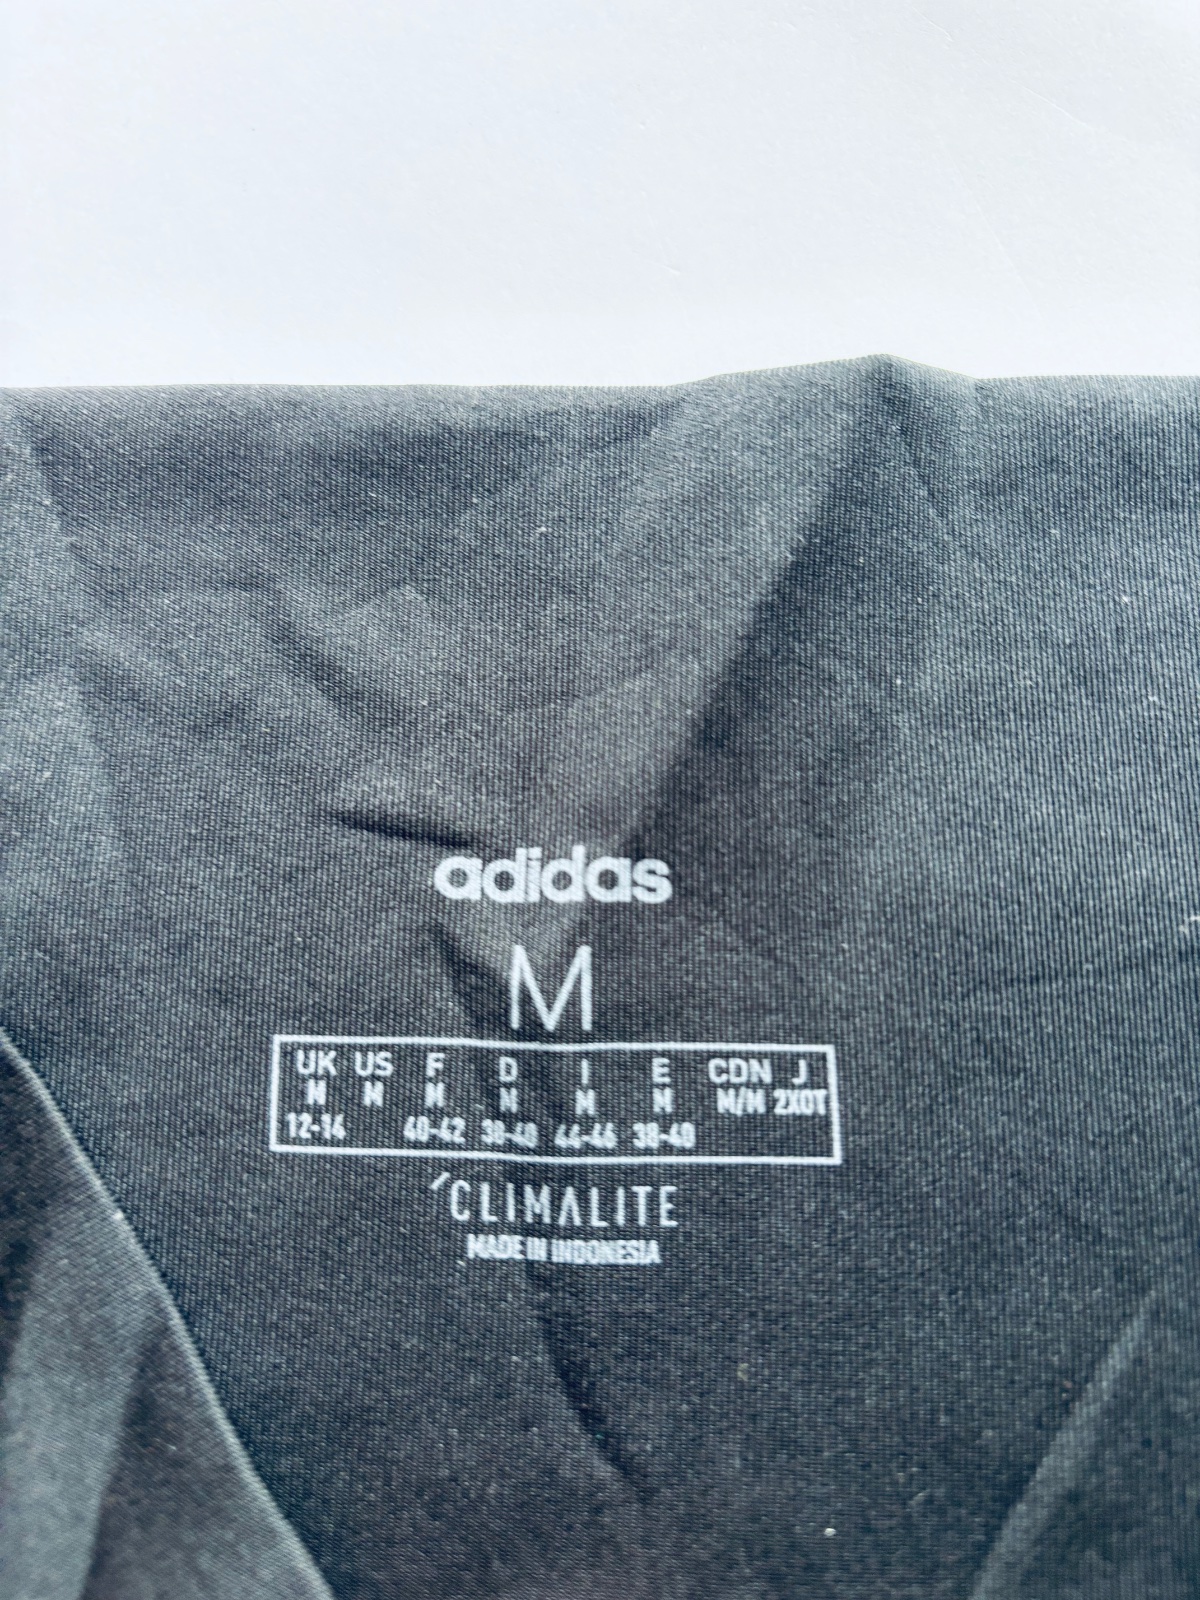 adidas
M
UK US F D I E CDN J
M M M M M M M/M 2XOT
12-14 40-42 38-40 44-46 38-40
CLIMALITE
MADE IN INDONESIA